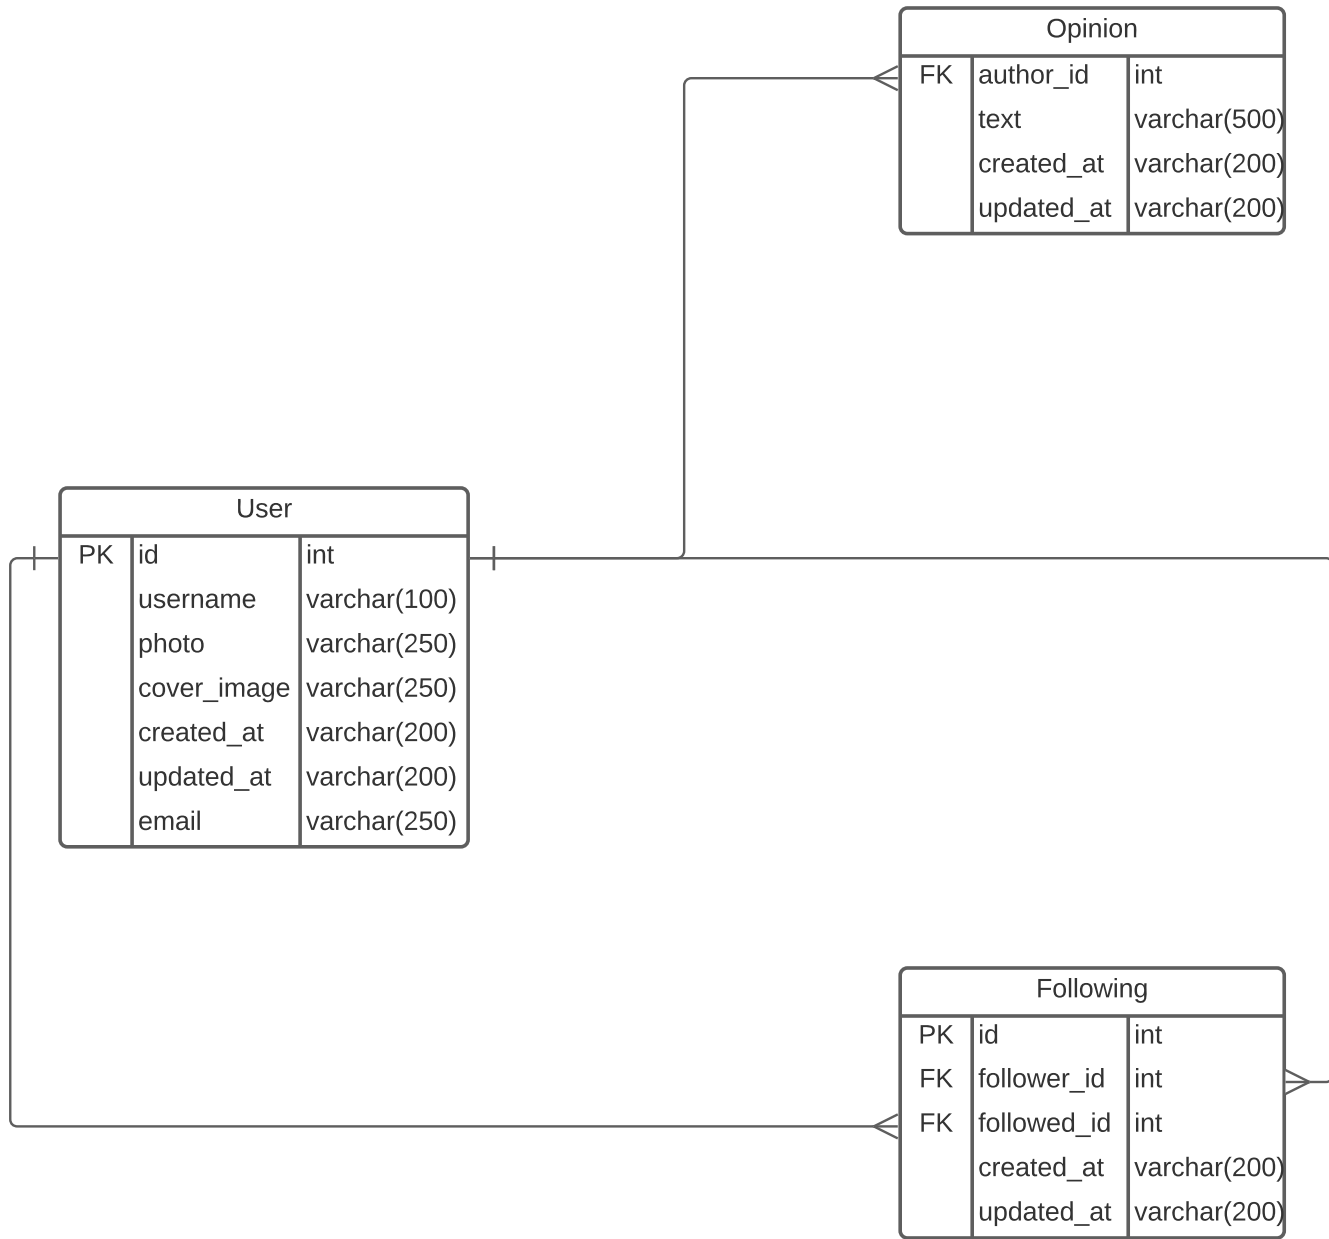 Opinion
FK author_id int
text varchar(500)
created_at varchar(200)
updated_at varchar(200)
User
PK id int
username varchar(100)
photo varchar(250)
cover_image varchar(250)
created_at varchar(200)
updated_at varchar(200)
email varchar(250)
Following
PK id int
FK follower_id int
FK followed_id int
created_at varchar(200)
updated_at varchar(200)